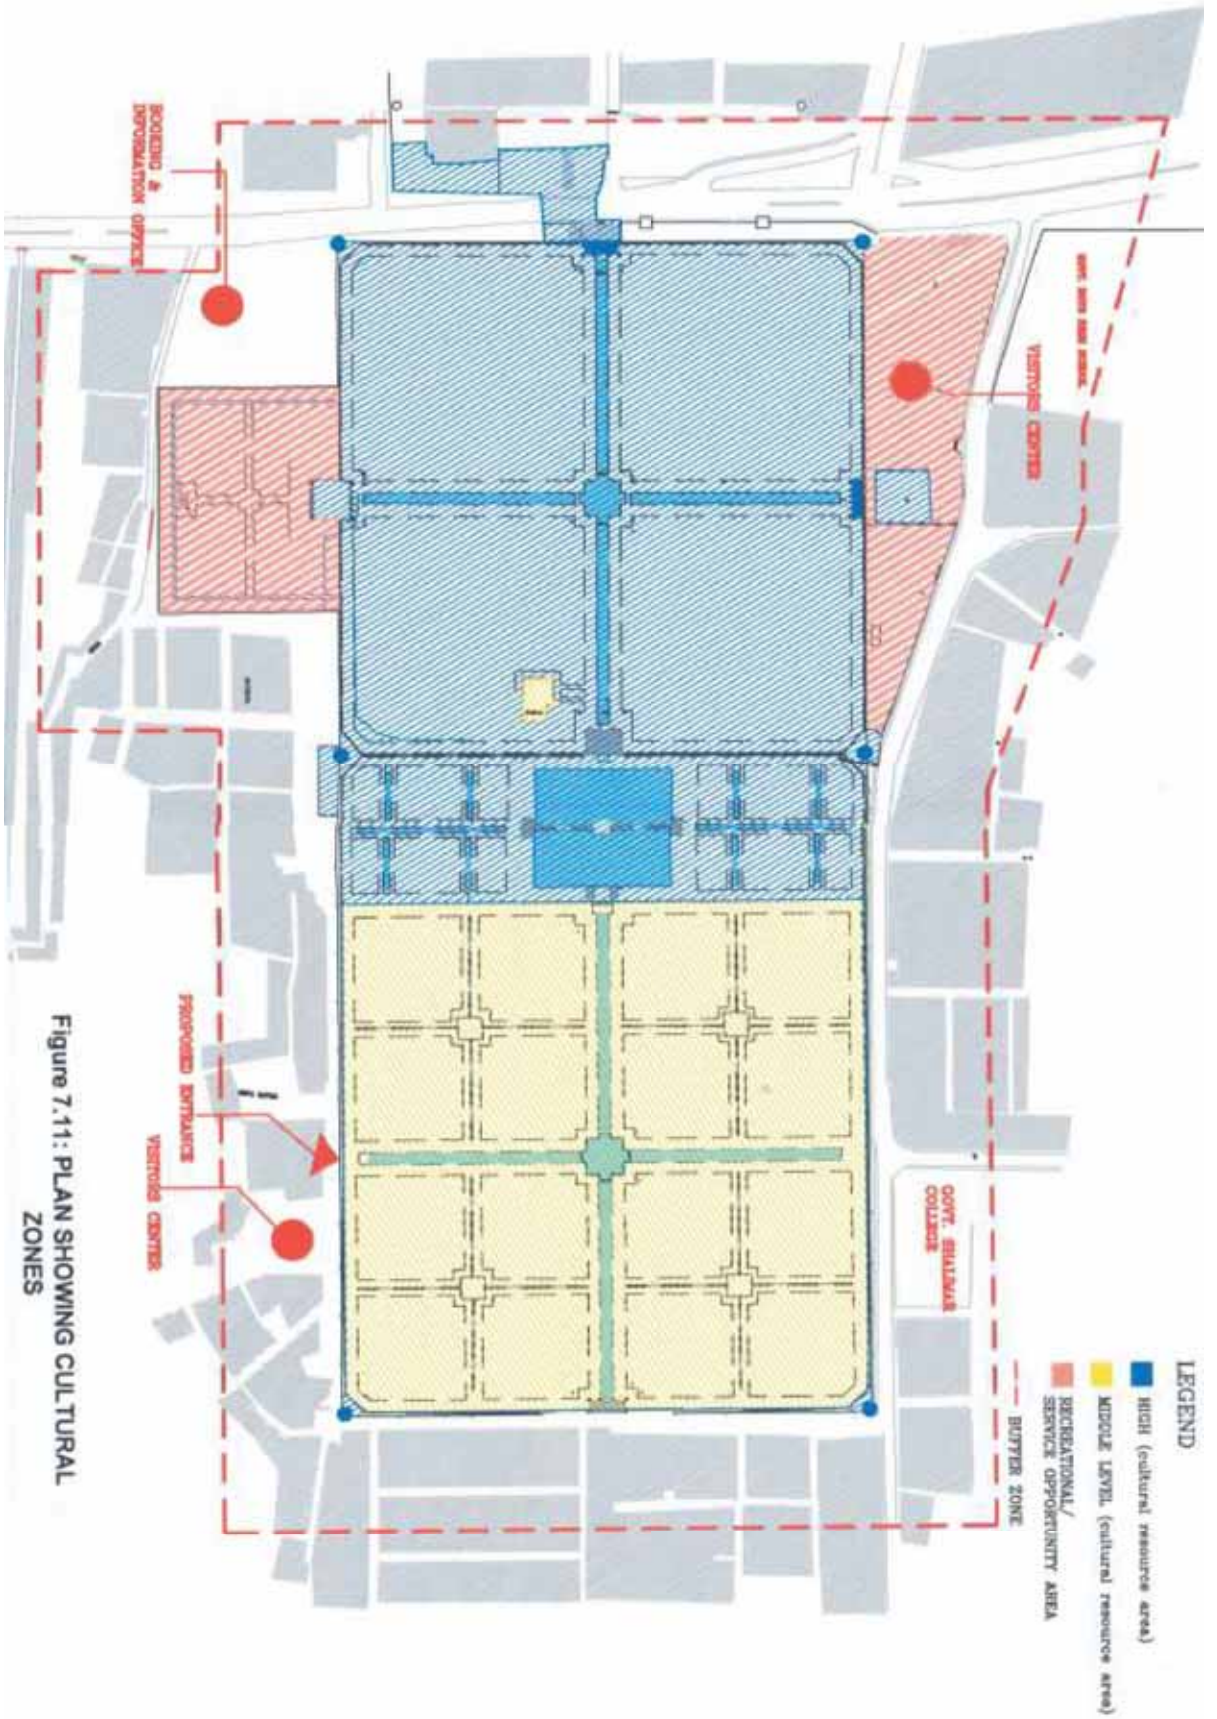 LEGEND
HIGH (cultural resource area)
MIDDLE LEVEL (cultural resource area)
RECREATIONAL/
SERVICE OPPORTUNITY AREA
BUFFER ZONE
VISITORS CENTER
GOVT. SHALIMAR
COLLEGE
BOOKING &
INFORMATION OFFICE
PROPOSED ENTRANCE
VISITORS CENTER
Figure 7.11: PLAN SHOWING CULTURAL
ZONES